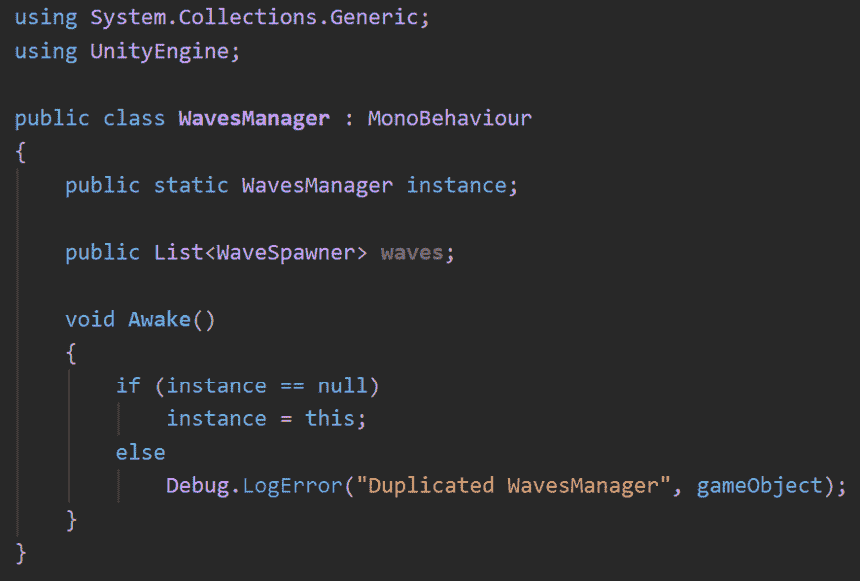 using System.Collections.Generic;
using UnityEngine;

public class WavesManager : MonoBehaviour
{
    public static WavesManager instance;

    public List<WaveSpawner> waves;

    void Awake()
    {
        if (instance == null)
            instance = this;
        else
            Debug.LogError("Duplicated WavesManager", gameObject);
    }
}